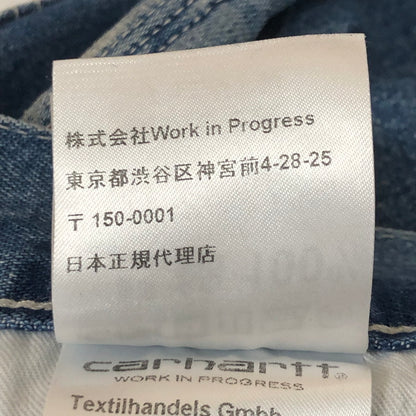 株式会社Work in Progress
東京都渋谷区神宮前4-28-25
〒150-0001
日本正規代理店
carhartt®
WORK IN PROGRESS
Textilhandels GmbH